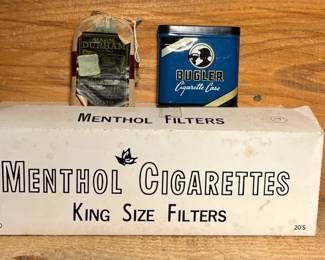 DURHAM
BUGLER
Cigarette Case
MENTHOL FILTERS
MENTHOL CIGARETTES
KING SIZE FILTERS
20'S